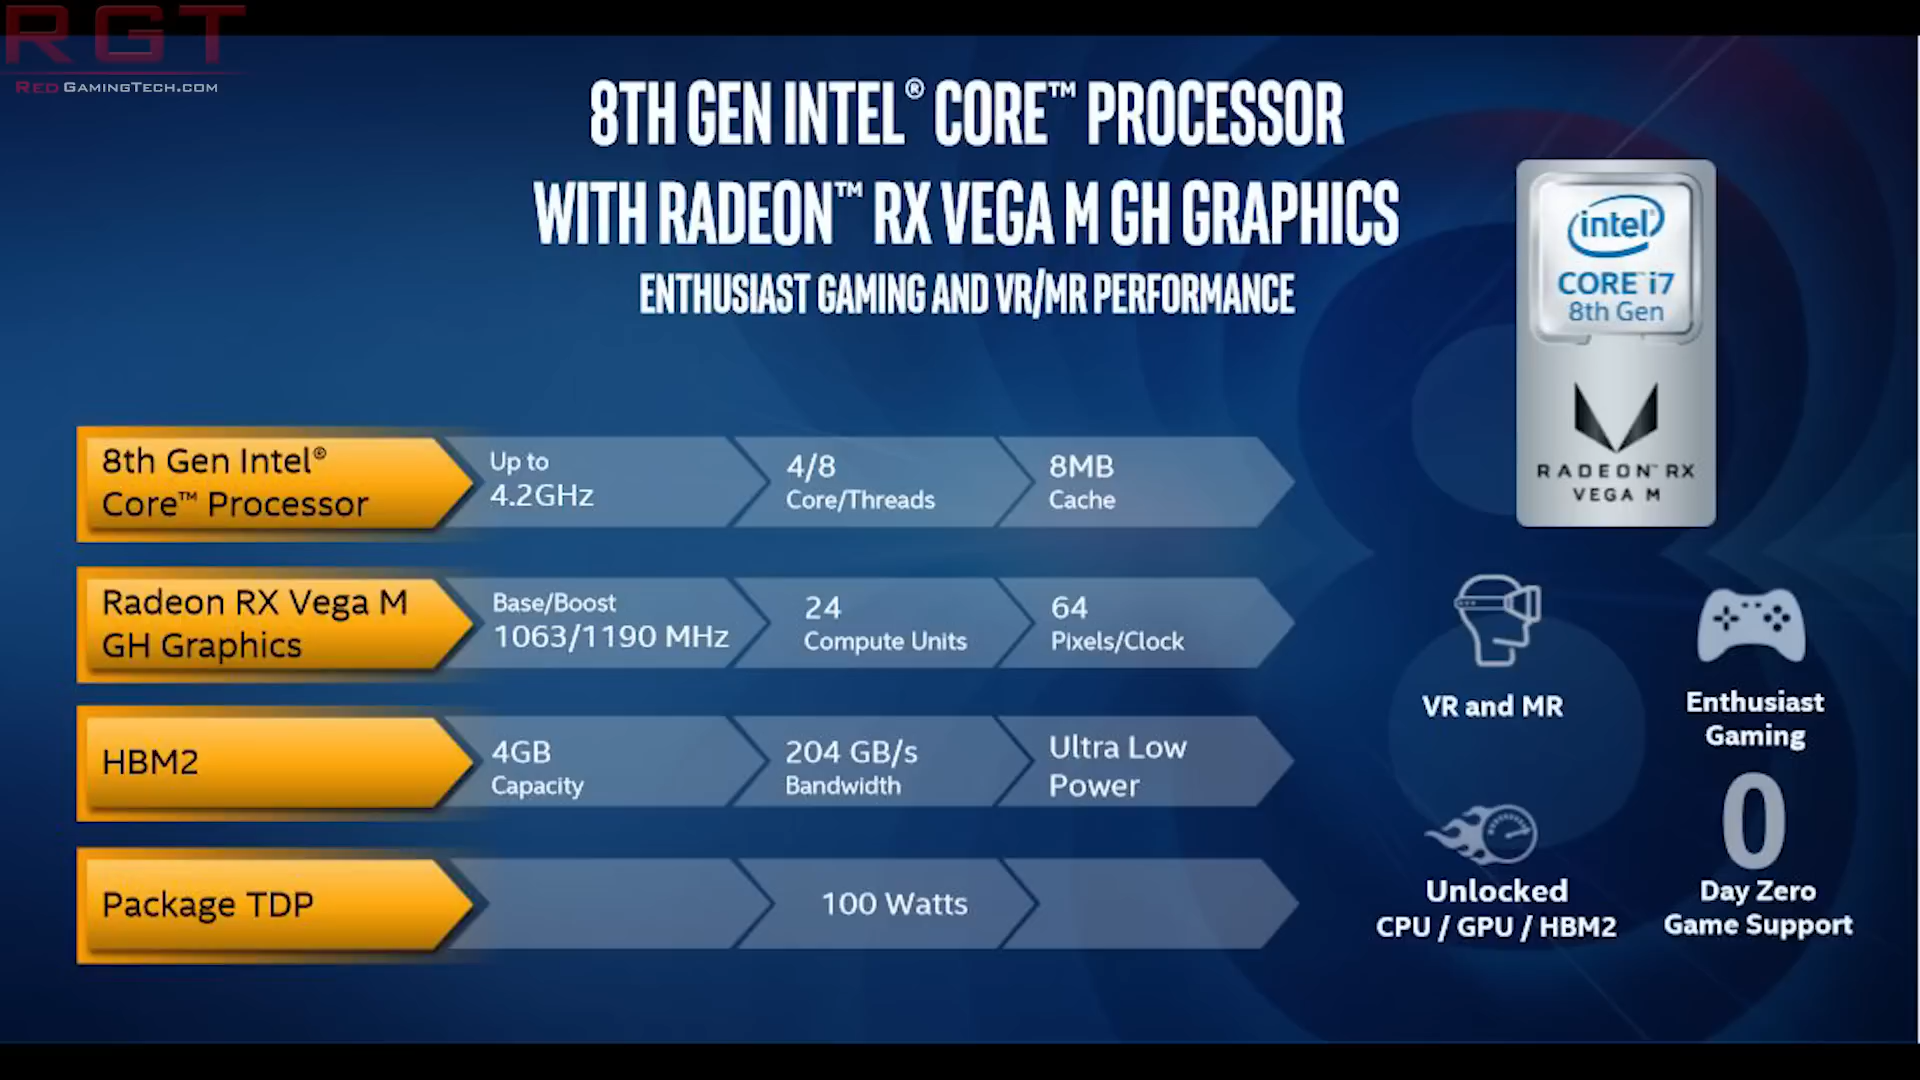 RGT
REDGAMINGTECH.COM
8TH GEN INTEL® CORE™ PROCESSOR
WITH RADEON™ RX VEGA M GH GRAPHICS
ENTHUSIAST GAMING AND VR/MR PERFORMANCE
intel®
CORE™ i7
8th Gen
RADEON™ RX
VEGA M
8th Gen Intel®
Core™ Processor
Up to
4.2GHz
4/8
Core/Threads
8MB
Cache
Radeon RX Vega M
GH Graphics
Base/Boost
1063/1190 MHz
24
Compute Units
64
Pixels/Clock
HBM2
4GB
Capacity
204 GB/s
Bandwidth
Ultra Low
Power
Package TDP
100 Watts
VR and MR
Enthusiast
Gaming
Unlocked
CPU / GPU / HBM2
0
Day Zero
Game Support